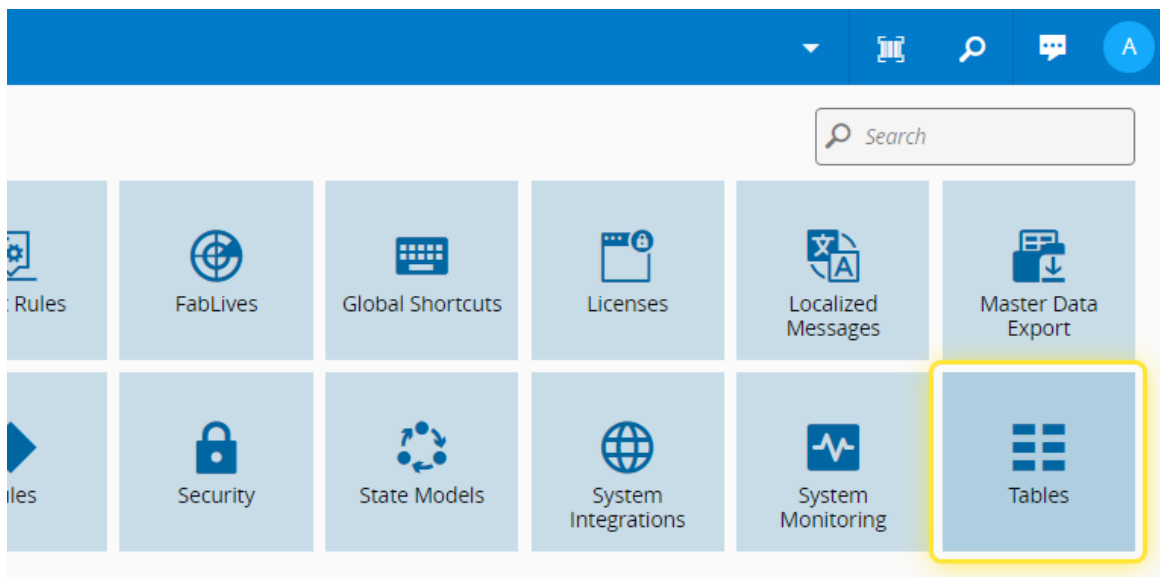 A
Search
Rules
FabLives
Global Shortcuts
Licenses
Localized
Messages
Master Data
Export
Security
State Models
System
Integrations
System
Monitoring
Tables